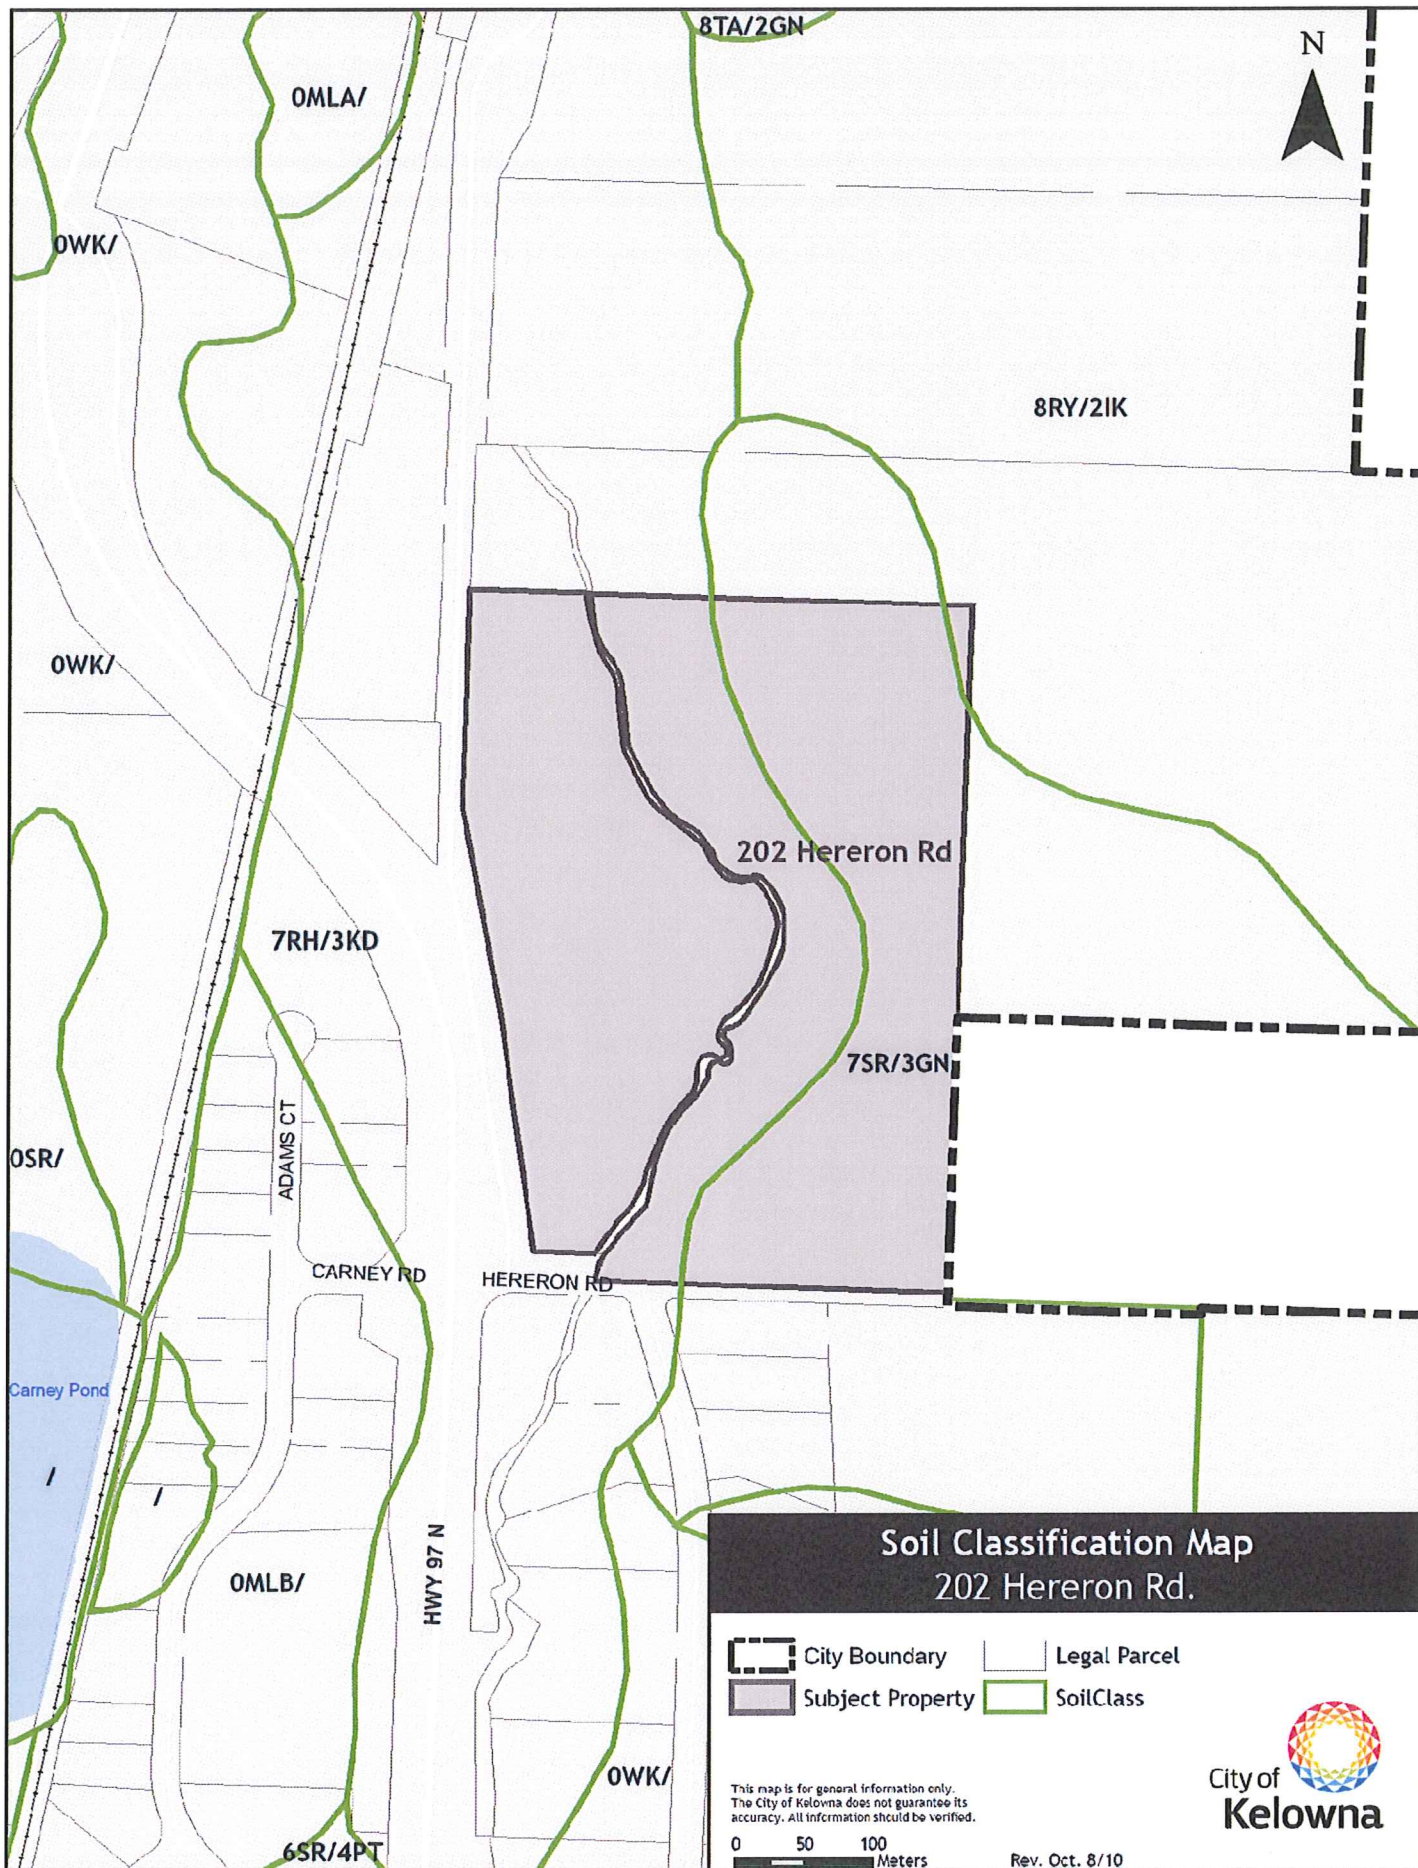 8TA/2GN
N
0MLA/
0WK/
8RY/2IK
0WK/
202 Hereron Rd
7RH/3KD
7SR/3GN
ADAMS CT
0SR/
CARNEY RD
HERERON RD
Carney Pond
/
/
0MLB/
HWY 97 N
0WK/
6SR/4PT
Soil Classification Map
202 Hereron Rd.
City Boundary
Legal Parcel
Subject Property
SoilClass
This map is for general information only.
The City of Kelowna does not guarantee its
accuracy. All information should be verified.
0 50 100
Meters
Rev. Oct. 8/10
City of
Kelowna